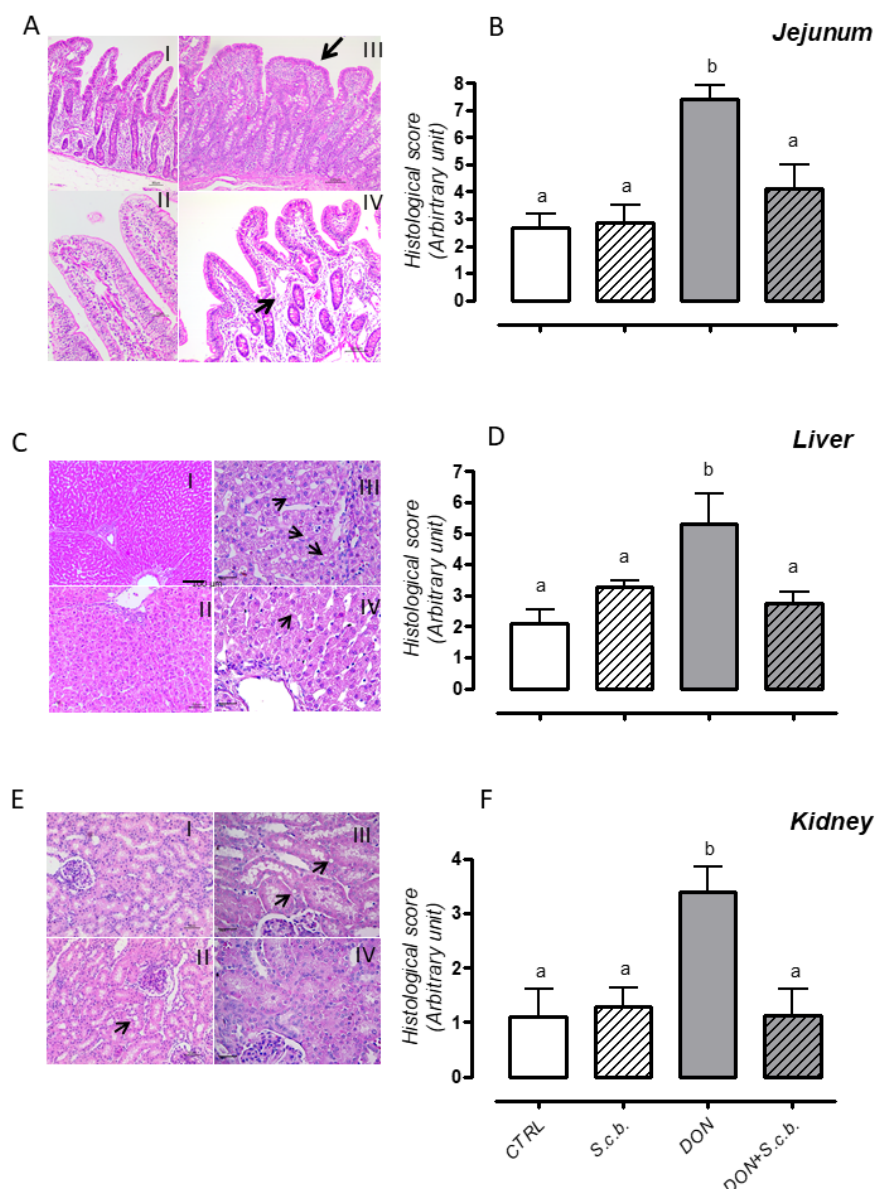 A
I
III
II
IV
B
Jejunum
Histological score
(Arbirtrary unit)
8
7
6
5
4
3
2
1
0
a
a
b
a
C
I
III
II
IV
D
Liver
Histological score
(Arbitrary unit)
7
6
5
4
3
2
1
0
a
a
b
a
E
I
III
II
IV
F
Kidney
Histological score
(Arbitrary unit)
4
3
2
1
0
a
a
b
a
CTRL
S.c.b.
DON
DON+S.c.b.